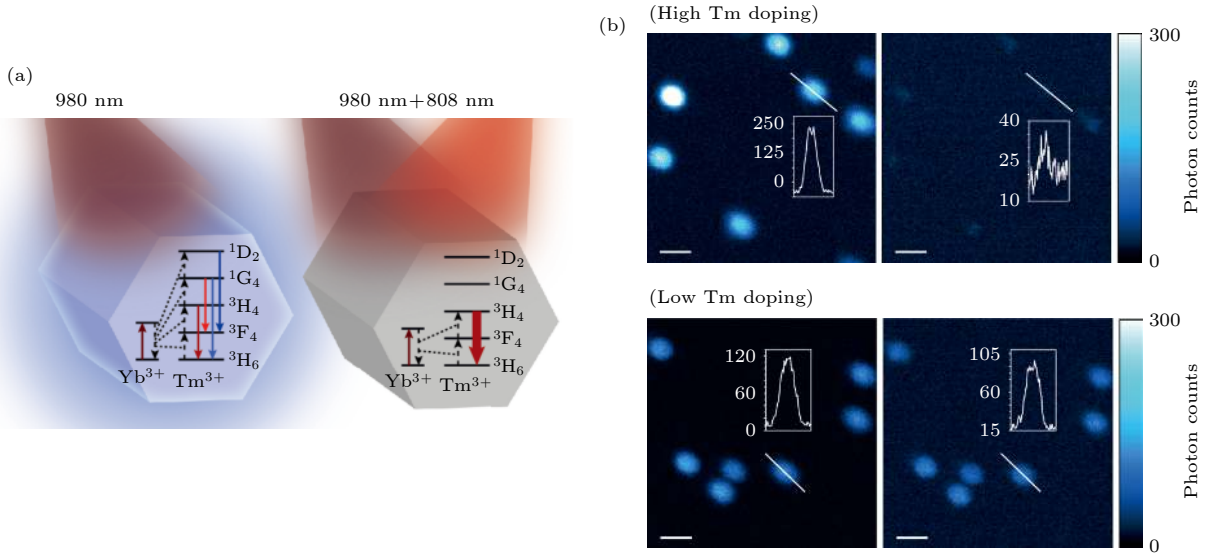 (a)
980 nm
980 nm+808 nm
¹D₂
¹G₄
³H₄
³F₄
³H₆
Yb³⁺
Tm³⁺
¹D₂
¹G₄
³H₄
³F₄
³H₆
Yb³⁺
Tm³⁺
(b)
(High Tm doping)
250
125
0
40
25
10
300
0
Photon counts
(Low Tm doping)
120
60
0
105
60
15
300
0
Photon counts